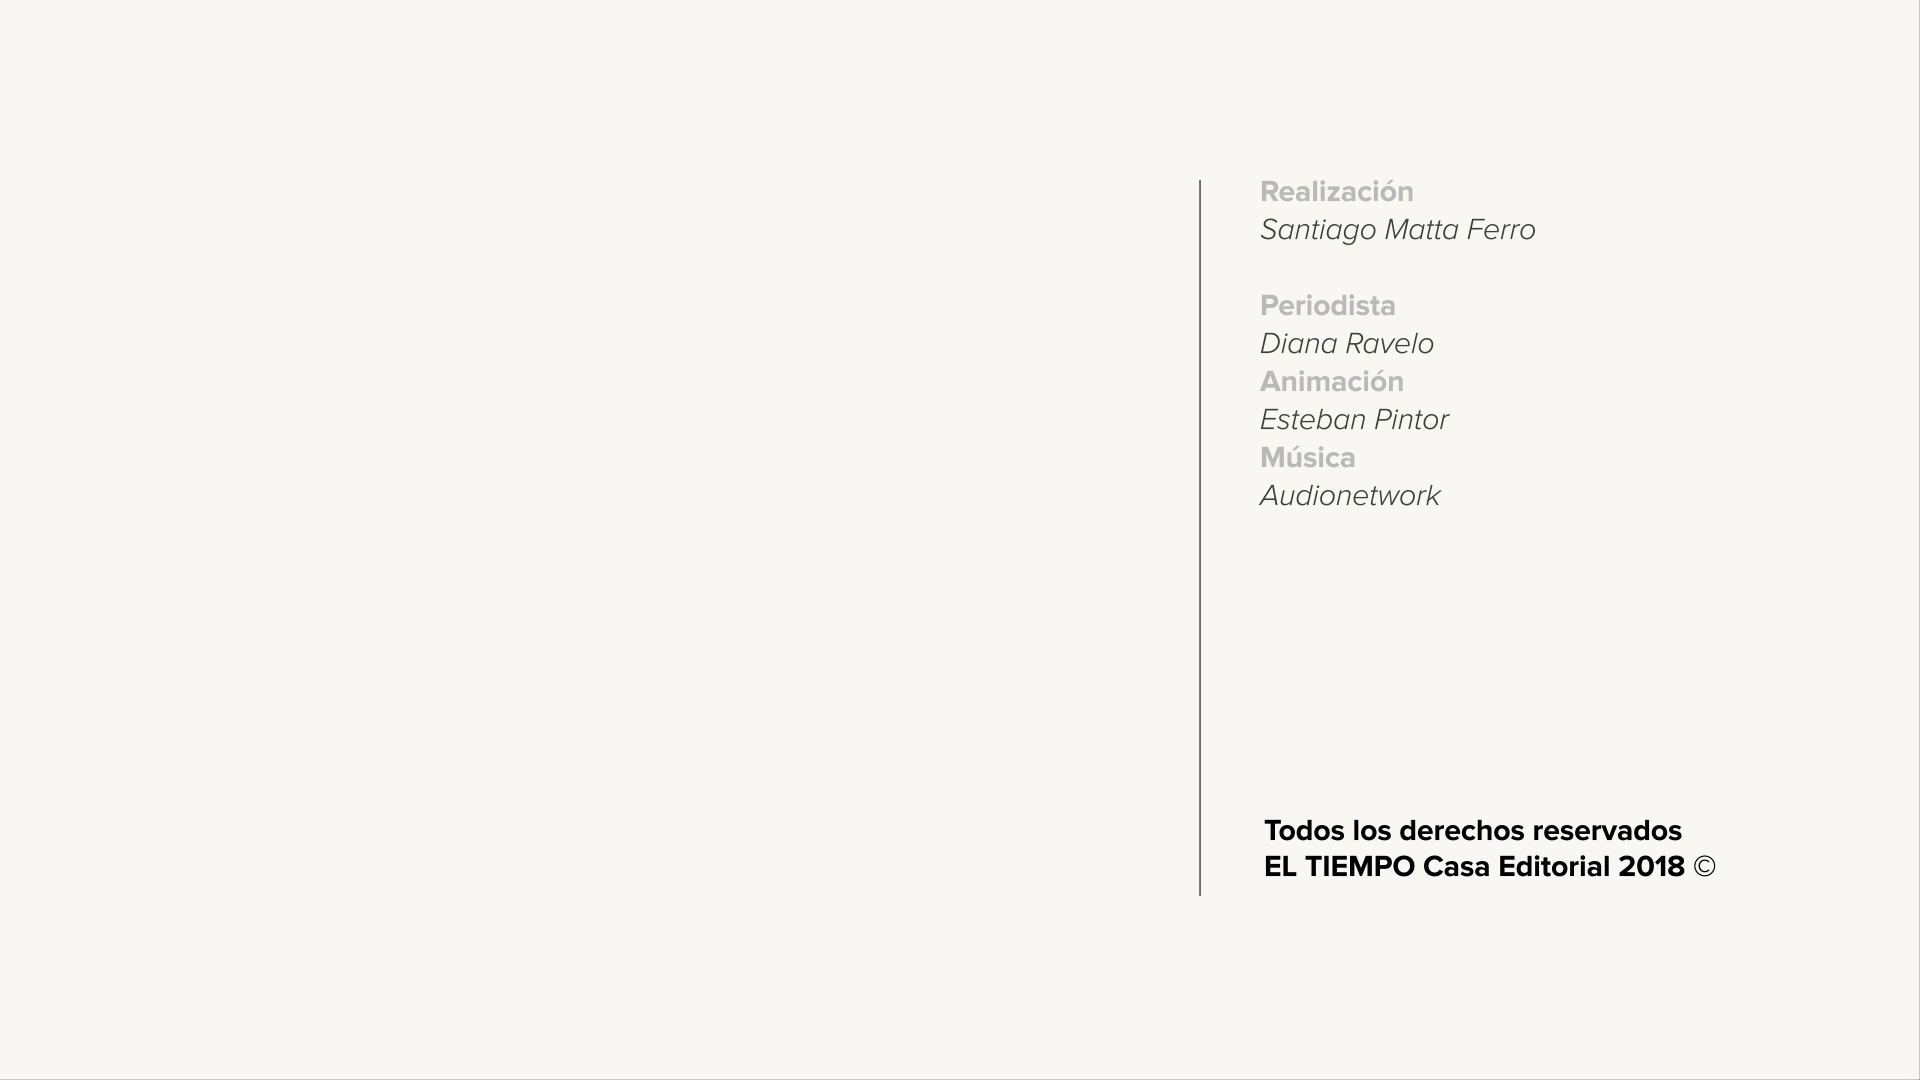 Realización
Santiago Matta Ferro
Periodista
Diana Ravelo
Animación
Esteban Pintor
Música
Audionetwork
Todos los derechos reservados
EL TIEMPO Casa Editorial 2018 ©